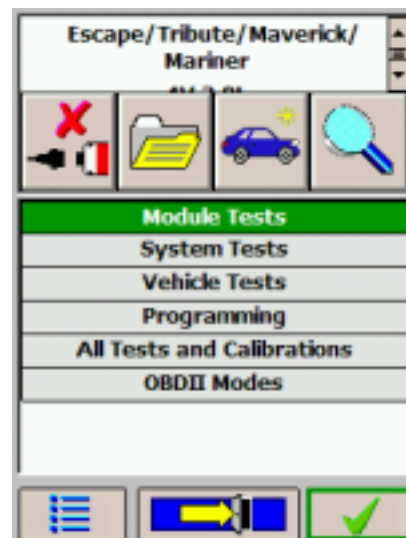 Escape/Tribute/Maverick/
Mariner
Module Tests
System Tests
Vehicle Tests
Programming
All Tests and Calibrations
OBDII Modes